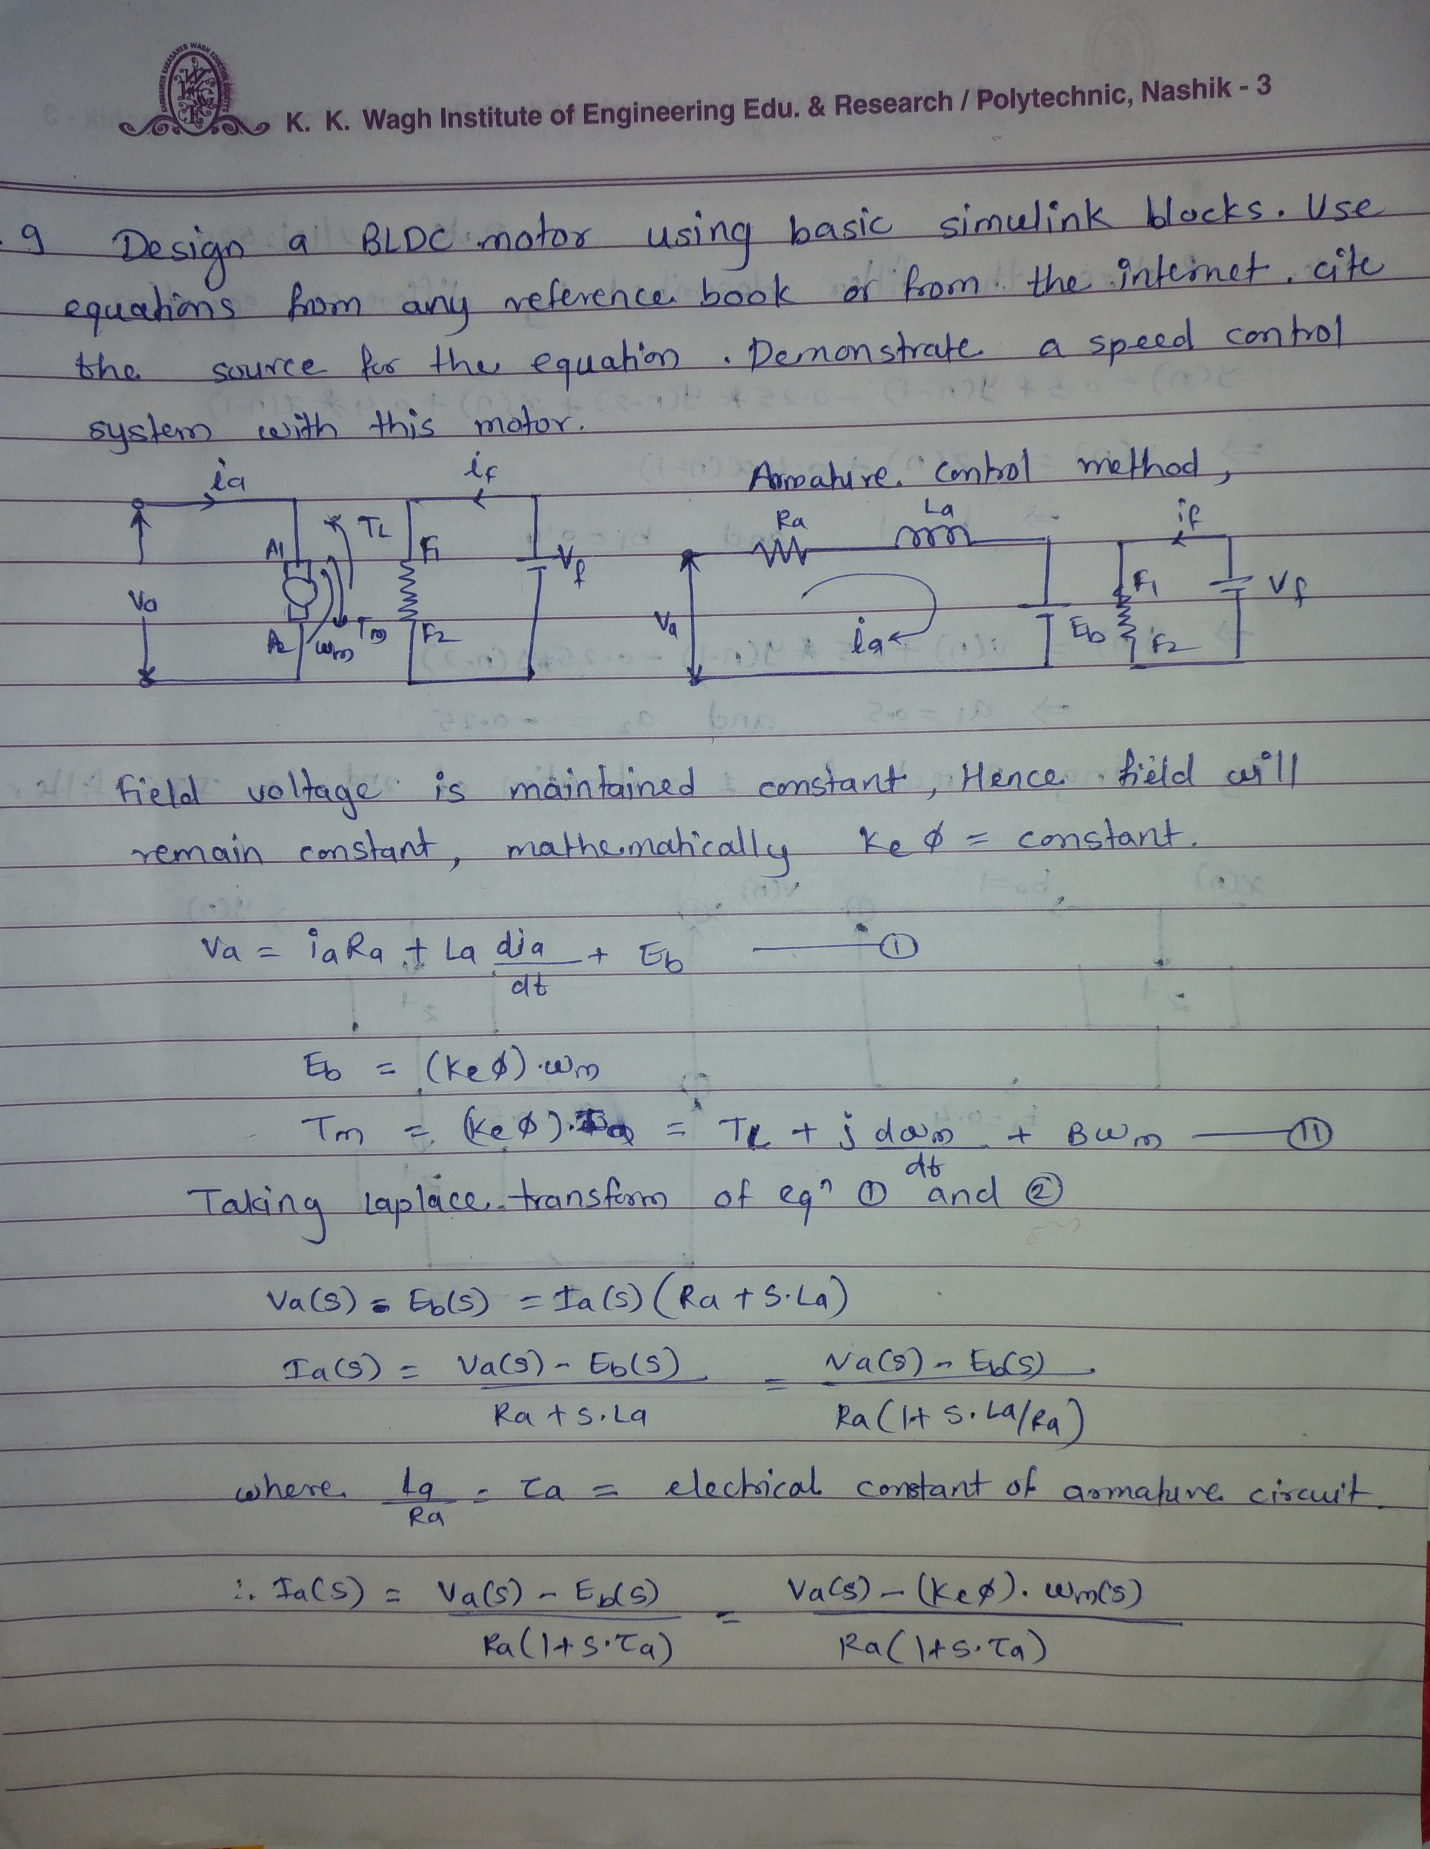 K. K. Wagh Institute of Engineering Edu. & Research / Polytechnic, Nashik - 3
9 Design a BLDC motor using basic simulink blocks. Use
equations from any reference book or from the internet. cite
the source for the equation. Demonstrate a speed control
system with this motor.
Armature control method,
ia if
TL
A1 F1 Vf
Va
A2 ωm Tm F2
Ra La if
Va ia Eb F1 F2 Vf
field voltage is maintained constant, Hence field will
remain constant, mathematically Ke ϕ = constant.
Va = iaRa + La dia/dt + Eb —— ①
Eb = (Keϕ)·ωm
Tm = (Keϕ)·Ia = TL + j dωm/dt + Bωm —— ⑪
Taking laplace transform of eqn ① and ②
Va(s) - Eb(s) = Ia(s) (Ra + S·La)
Ia(s) = Va(s) - Eb(s) / Ra + s.La = Va(s) - Eb(s) / Ra(1+ s.La/Ra)
where La/Ra = τa = electrical constant of armature circuit.
∴ Ia(s) = Va(s) - Eb(s) / Ra(1+s·τa) = Va(s) - (Keϕ). ωm(s) / Ra(1+s.τa)